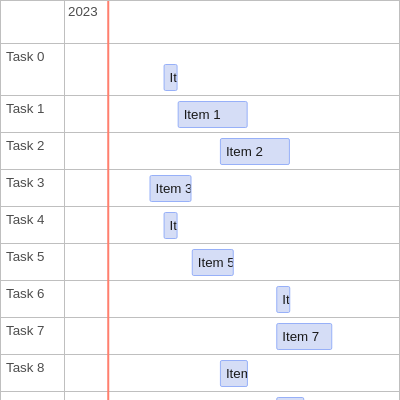 2023
Task 0
It
Task 1
Item 1
Task 2
Item 2
Task 3
Item 3
Task 4
It
Task 5
Item 5
Task 6
It
Task 7
Item 7
Task 8
Iten